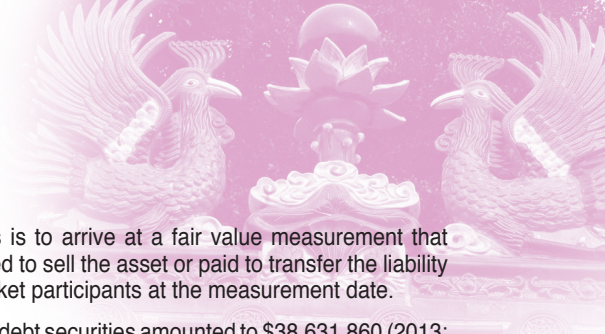 s is to arrive at a fair value measurement that
ed to sell the asset or paid to transfer the liability
ket participants at the measurement date.
debt securities amounted to $38,631,860 (2013: